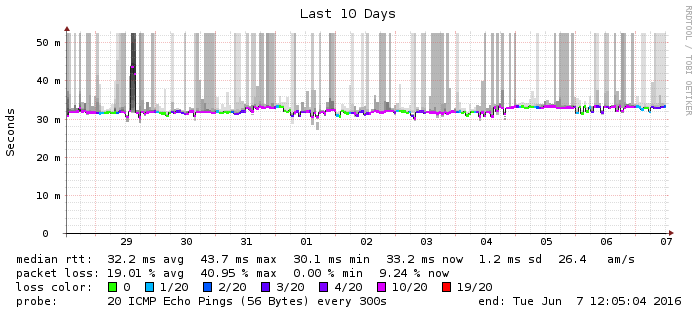 Last 10 Days
RRDTOOL / TOBI OETIKER
Seconds
50 m
40 m
30 m
20 m
10 m
0
29 30 31 01 02 03 04 05 06 07
median rtt: 32.2 ms avg 43.7 ms max 30.1 ms min 33.2 ms now 1.2 ms sd 26.4 am/s
packet loss: 19.01 % avg 40.95 % max 0.00 % min 9.24 % now
loss color: 0 1/20 2/20 3/20 4/20 10/20 19/20
probe: 20 ICMP Echo Pings (56 Bytes) every 300s end: Tue Jun 7 12:05:04 2016